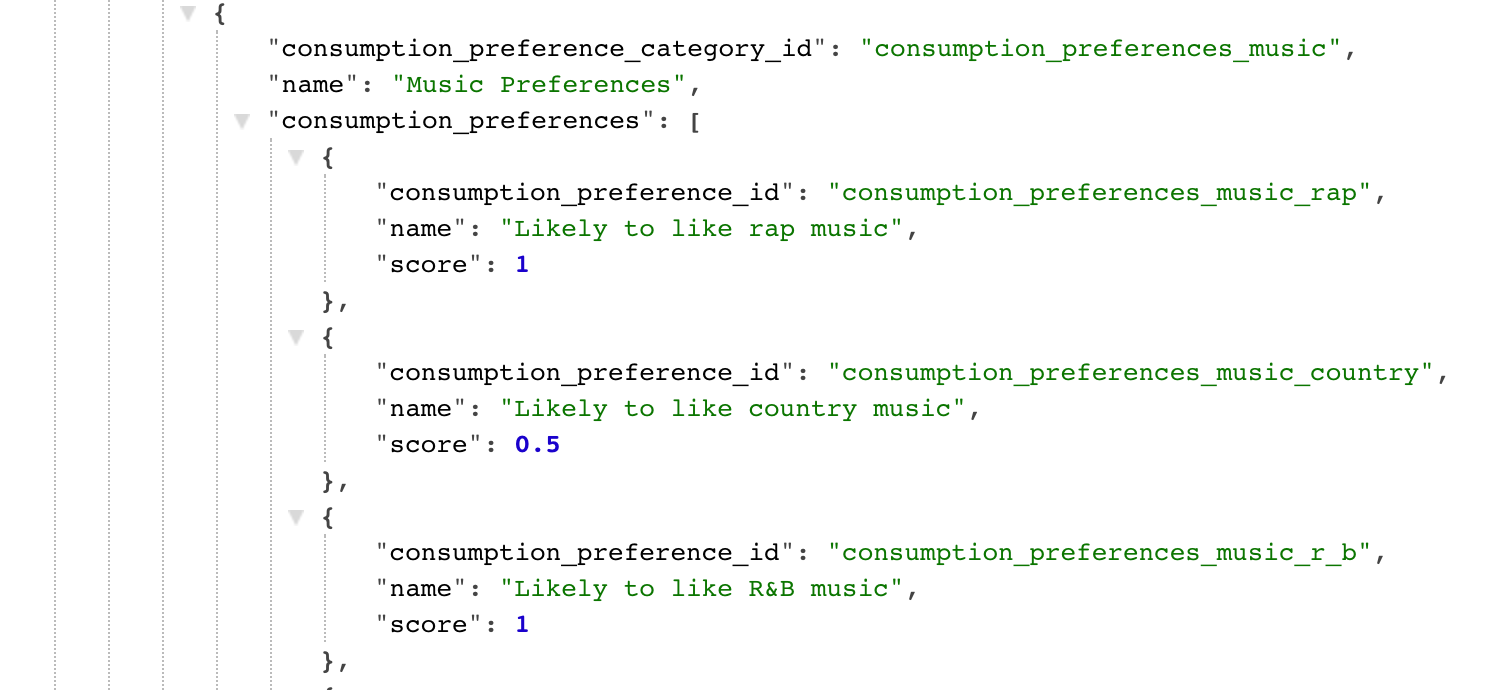 {
"consumption_preference_category_id": "consumption_preferences_music",
"name": "Music Preferences",
"consumption_preferences": [
{
"consumption_preference_id": "consumption_preferences_music_rap",
"name": "Likely to like rap music",
"score": 1
},
{
"consumption_preference_id": "consumption_preferences_music_country",
"name": "Likely to like country music",
"score": 0.5
},
{
"consumption_preference_id": "consumption_preferences_music_r_b",
"name": "Likely to like R&B music",
"score": 1
},